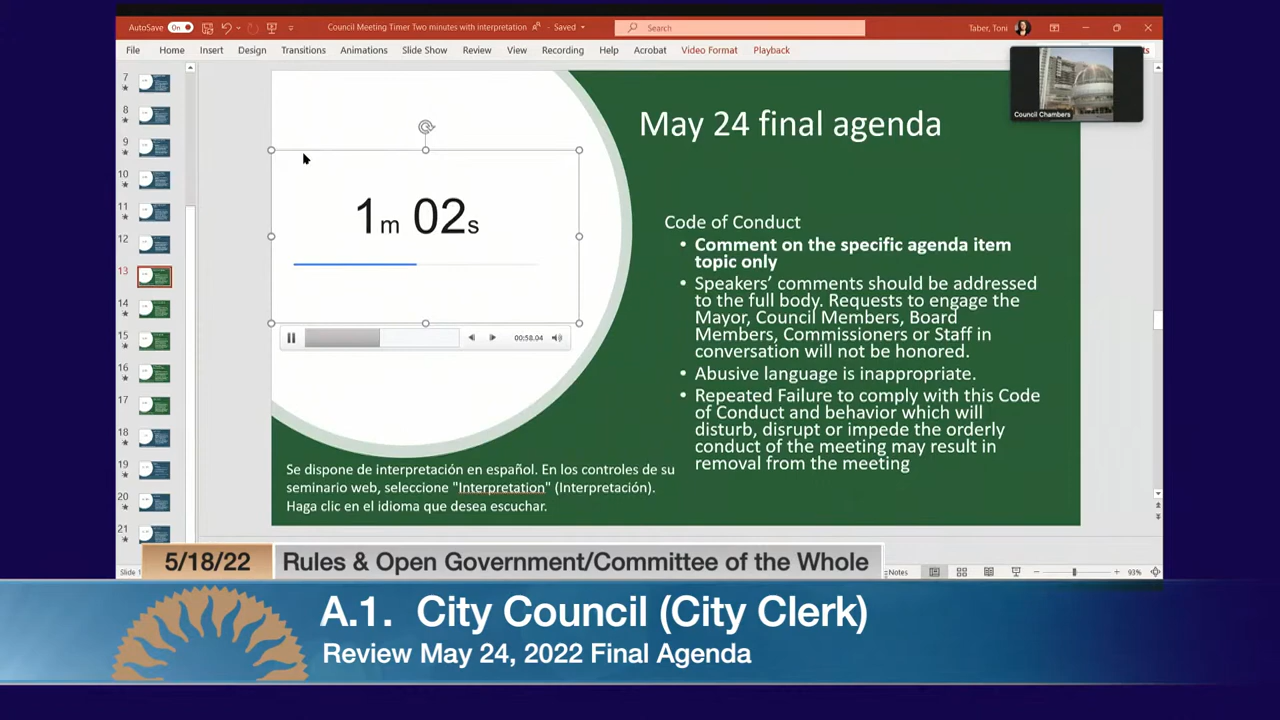 AutoSave On
Council Meeting Timer Two minutes with interpretation
Saved
Search
Taber, Toni
File Home Insert Design Transitions Animations Slide Show Review View Recording Help Acrobat Video Format Playback
Council Chambers
7
8
9
10
11
12
13
14
15
16
17
18
19
20
21
1m 02s
00:58.04
May 24 final agenda
Code of Conduct
• Comment on the specific agenda item
topic only
• Speakers’ comments should be addressed
to the full body. Requests to engage the
Mayor, Council Members, Board
Members, Commissioners or Staff in
conversation will not be honored.
• Abusive language is inappropriate.
• Repeated Failure to comply with this Code
of Conduct and behavior which will
disturb, disrupt or impede the orderly
conduct of the meeting may result in
removal from the meeting
Se dispone de interpretación en español. En los controles de su
seminario web, seleccione "Interpretation" (Interpretación).
Haga clic en el idioma que desea escuchar.
Notes
93%
5/18/22 Rules & Open Government/Committee of the Whole
A.1. City Council (City Clerk)
Review May 24, 2022 Final Agenda